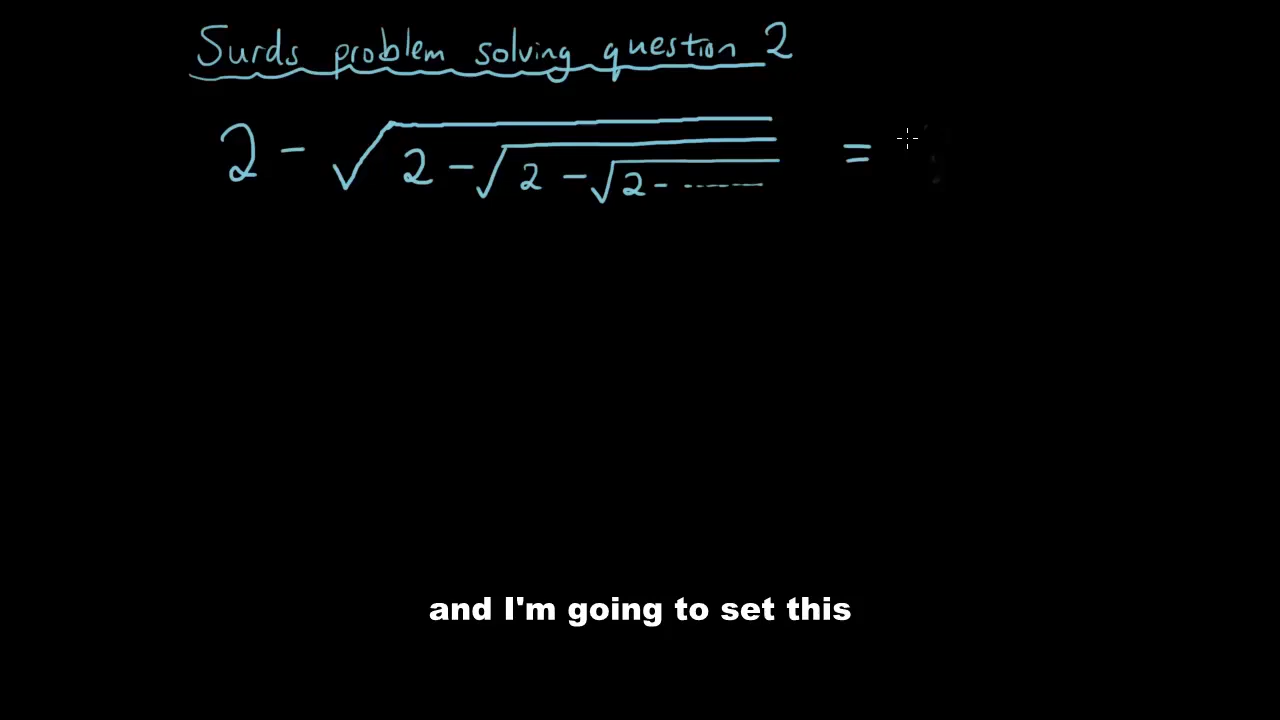 Surds problem solving question 2
2 - √(2 - √(2 - √(2 - ........ =
and I'm going to set this